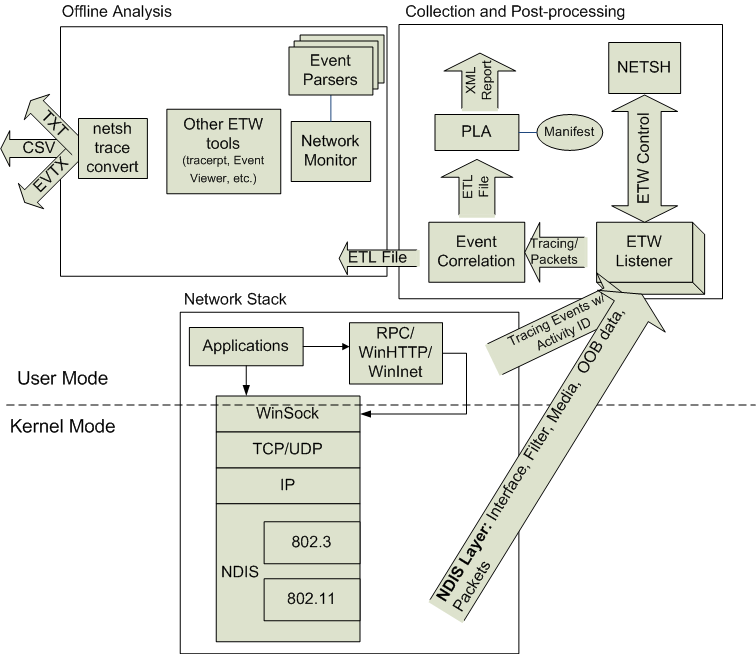 Offline Analysis
Collection and Post-processing
Event
Parsers
XML
Report
NETSH
TXT
CSV
EVTX
netsh
trace
convert
Other ETW
tools
(tracerpt, Event
Viewer, etc.)
Network
Monitor
PLA
Manifest
ETW Control
ETL
File
Event
Correlation
Tracing/
Packets
ETW
Listener
ETL File
Network Stack
Tracing Events w/
Activity ID
Applications
RPC/
WinHTTP/
WinInet
User Mode
Kernel Mode
WinSock
TCP/UDP
IP
NDIS
802.3
802.11
NDIS Layer: Interface, Filter, Media, OOB data,
Packets